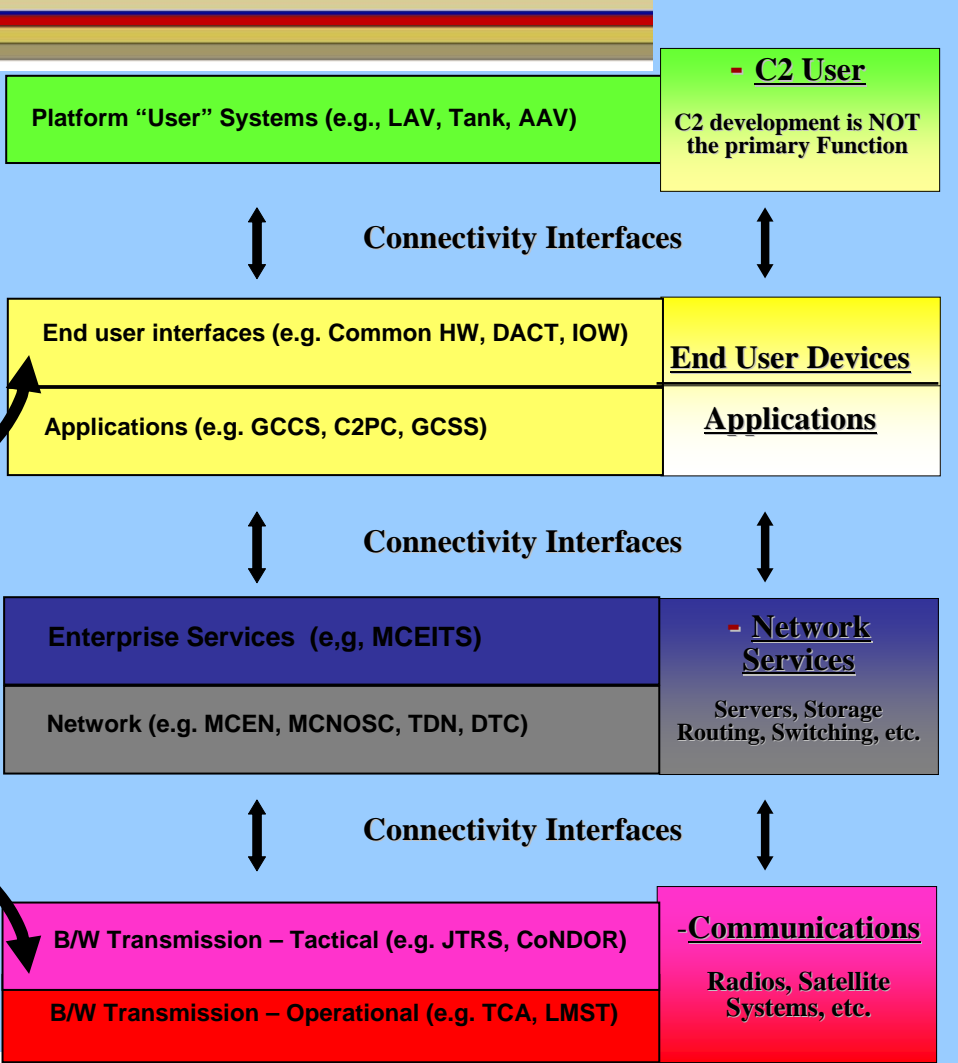 Platform “User” Systems (e.g., LAV, Tank, AAV)
- C2 User
C2 development is NOT
the primary Function
Connectivity Interfaces
End user interfaces (e.g. Common HW, DACT, IOW)
End User Devices
Applications (e.g. GCCS, C2PC, GCSS)
Applications
Connectivity Interfaces
Enterprise Services (e,g, MCEITS)
- Network
Services
Network (e.g. MCEN, MCNOSC, TDN, DTC)
Servers, Storage
Routing, Switching, etc.
Connectivity Interfaces
B/W Transmission – Tactical (e.g. JTRS, CoNDOR)
-Communications
B/W Transmission – Operational (e.g. TCA, LMST)
Radios, Satellite
Systems, etc.